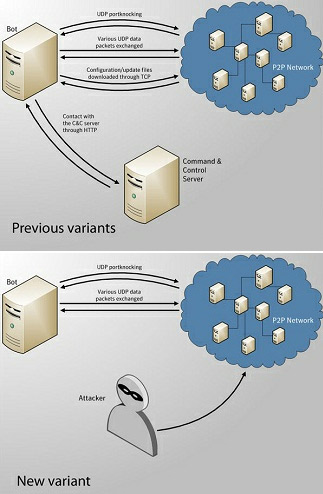 UDP portknocking
Bot
Various UDP data
packets exchanged
Configuration/update files
downloaded through TCP
P2P Network
Contact with
the C&C server
through HTTP
Command &
Control
Server
Previous variants
UDP portknocking
Bot
Various UDP data
packets exchanged
P2P Network
Attacker
New variant